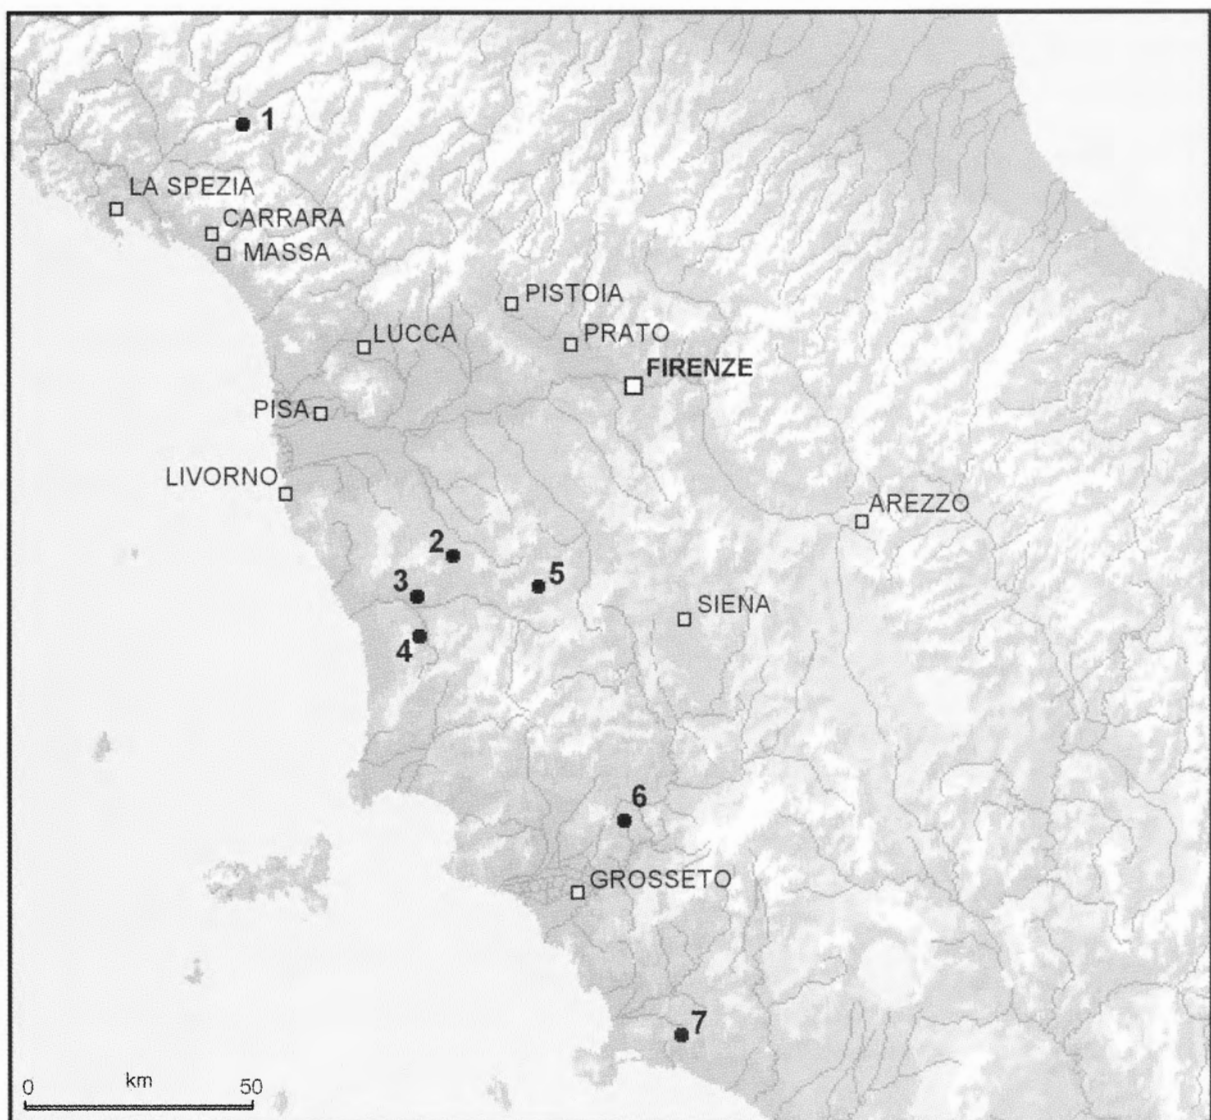 1
LA SPEZIA
CARRARA
MASSA
PISTOIA
LUCCA
PRATO
FIRENZE
PISA
LIVORNO
AREZZO
2
3
5
SIENA
4
6
GROSSETO
7
0 km 50